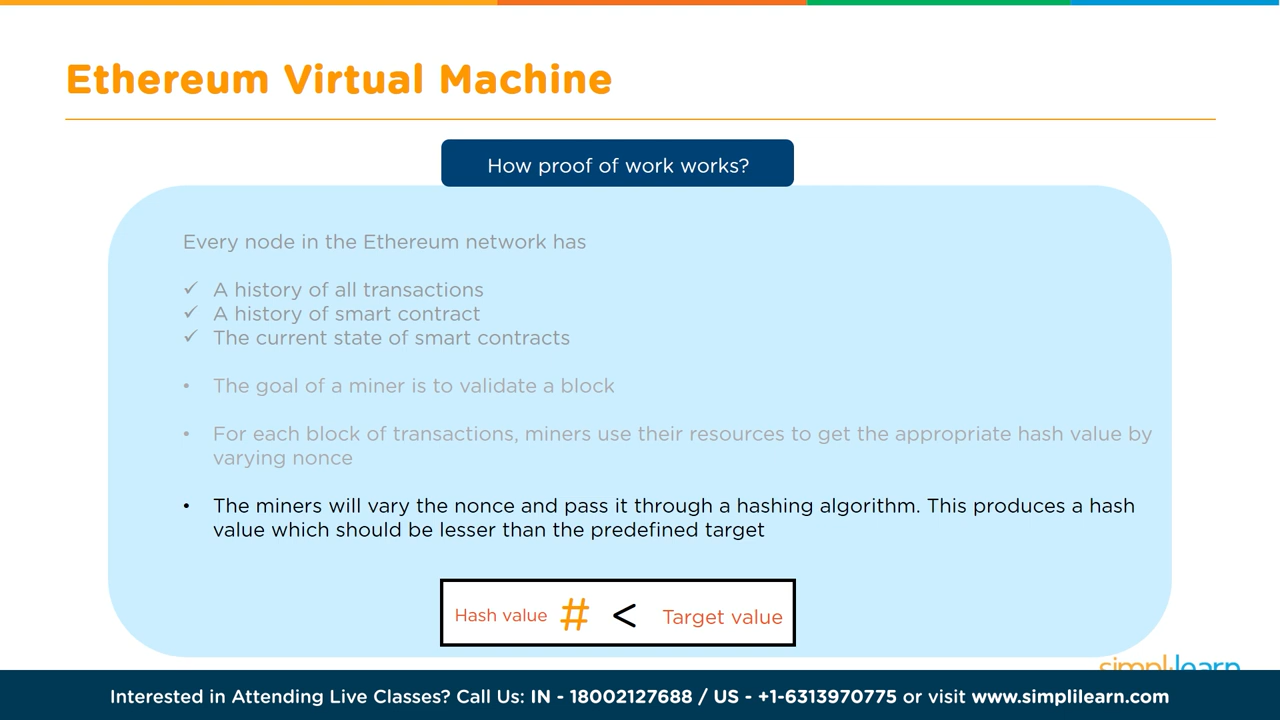 Ethereum Virtual Machine
How proof of work works?
Every node in the Ethereum network has
✓ A history of all transactions
✓ A history of smart contract
✓ The current state of smart contracts
• The goal of a miner is to validate a block
• For each block of transactions, miners use their resources to get the appropriate hash value by
varying nonce
• The miners will vary the nonce and pass it through a hashing algorithm. This produces a hash
value which should be lesser than the predefined target
Hash value # < Target value
simplilearn
Interested in Attending Live Classes? Call Us: IN - 18002127688 / US - +1-6313970775 or visit www.simplilearn.com